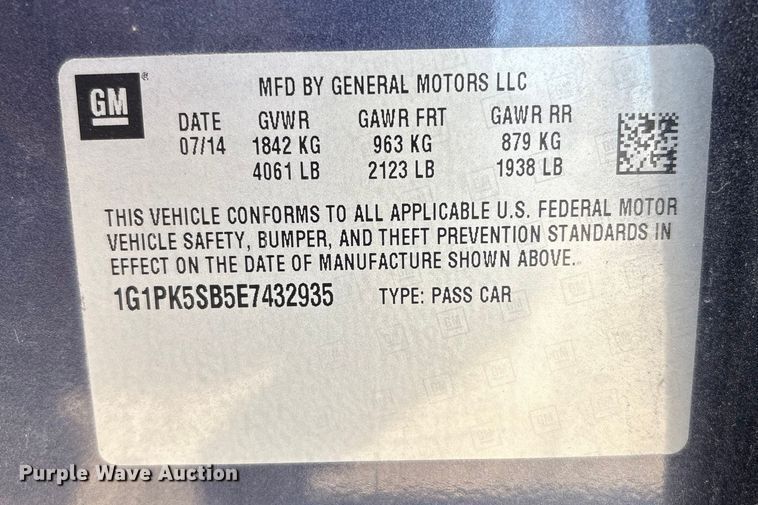 GM®
MFD BY GENERAL MOTORS LLC
DATE GVWR GAWR FRT GAWR RR
07/14 1842 KG 963 KG 879 KG
4061 LB 2123 LB 1938 LB
THIS VEHICLE CONFORMS TO ALL APPLICABLE U.S. FEDERAL MOTOR
VEHICLE SAFETY, BUMPER, AND THEFT PREVENTION STANDARDS IN
EFFECT ON THE DATE OF MANUFACTURE SHOWN ABOVE.
1G1PK5SB5E7432935 TYPE: PASS CAR
Purple Wave Auction